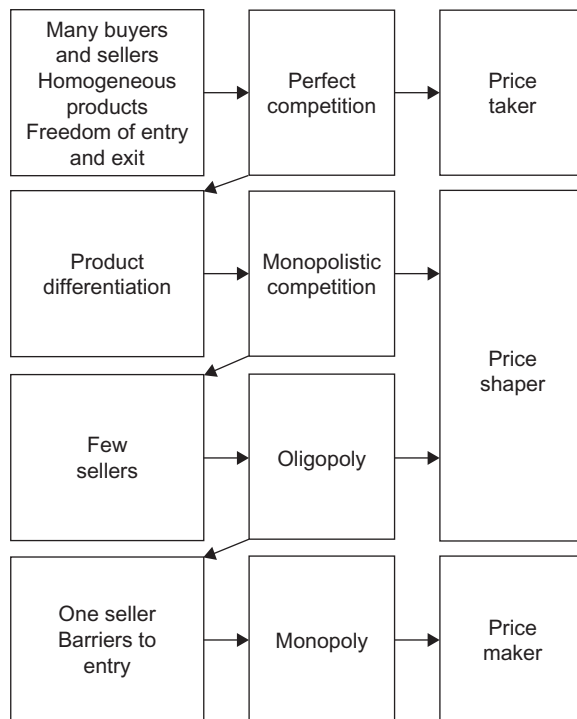 Many buyers
and sellers
Homogeneous
products
Freedom of entry
and exit
Perfect
competition
Price
taker
Product
differentiation
Monopolistic
competition
Price
shaper
Few
sellers
Oligopoly
One seller
Barriers to
entry
Monopoly
Price
maker